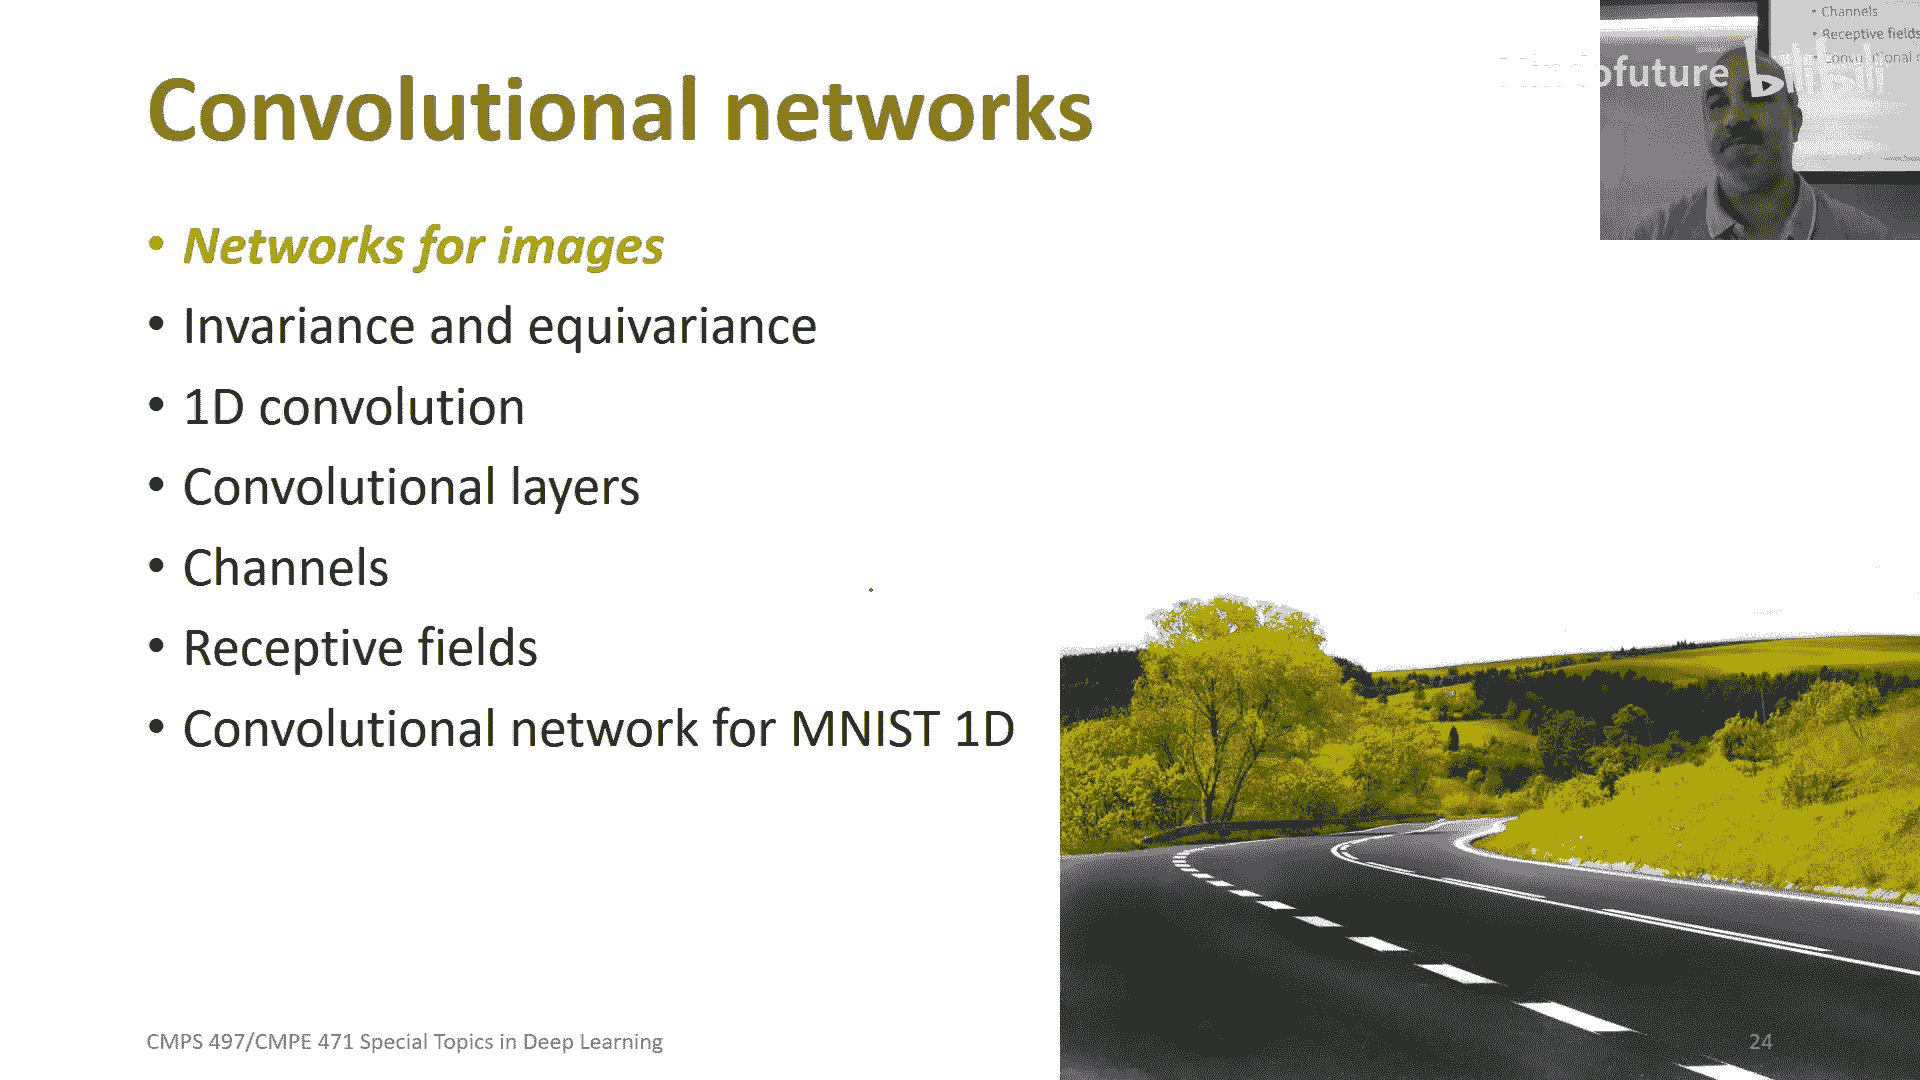 Convolutional networks
• Networks for images
• Invariance and equivariance
• 1D convolution
• Convolutional layers
• Channels
• Receptive fields
• Convolutional network for MNIST 1D
CMPS 497/CMPE 471 Special Topics in Deep Learning
24
• Channels
• Receptive fields
bilibili